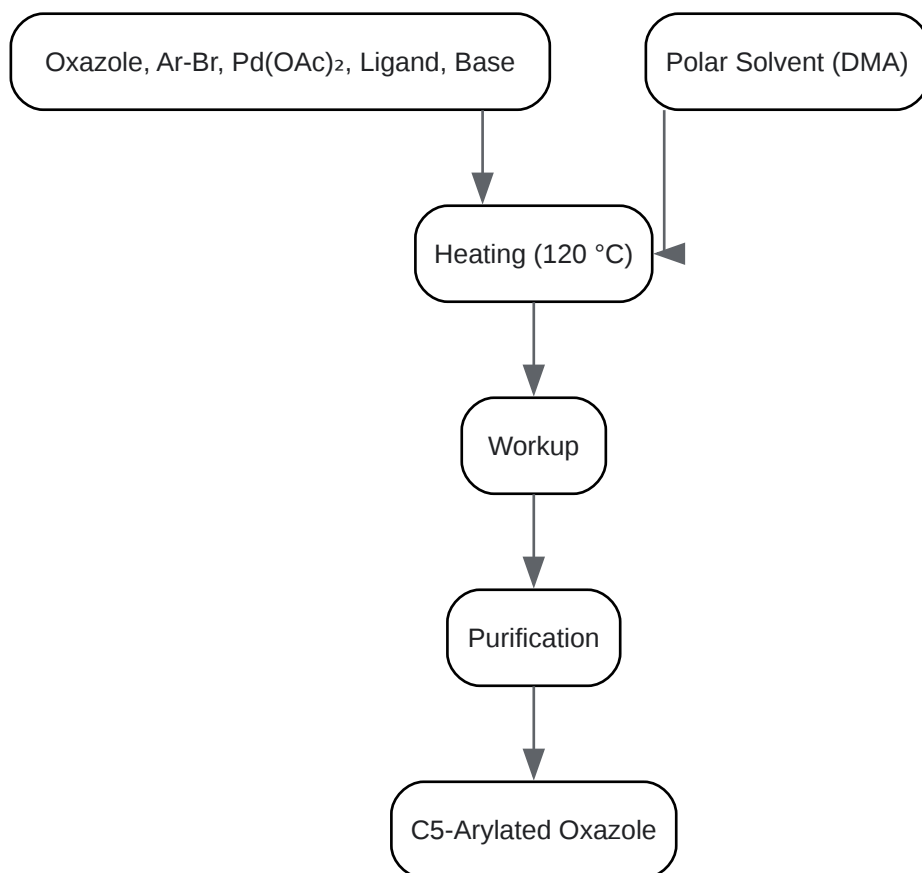 Oxazole, Ar-Br, Pd(OAc)₂, Ligand, Base
Polar Solvent (DMA)
Heating (120 °C)
Workup
Purification
C5-Arylated Oxazole